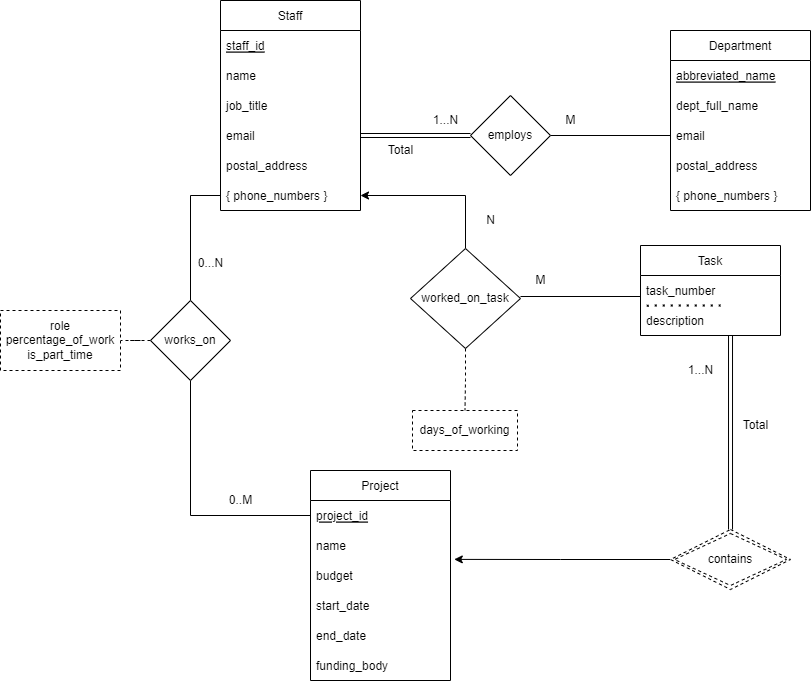 Staff
staff_id
name
job_title
email
postal_address
{ phone_numbers }
1...N
Total
employs
M
Department
abbreviated_name
dept_full_name
email
postal_address
{ phone_numbers }
0...N
N
worked_on_task
M
Task
task_number
description
role
percentage_of_work
is_part_time
works_on
days_of_working
1...N
Total
0..M
Project
project_id
name
budget
start_date
end_date
funding_body
contains